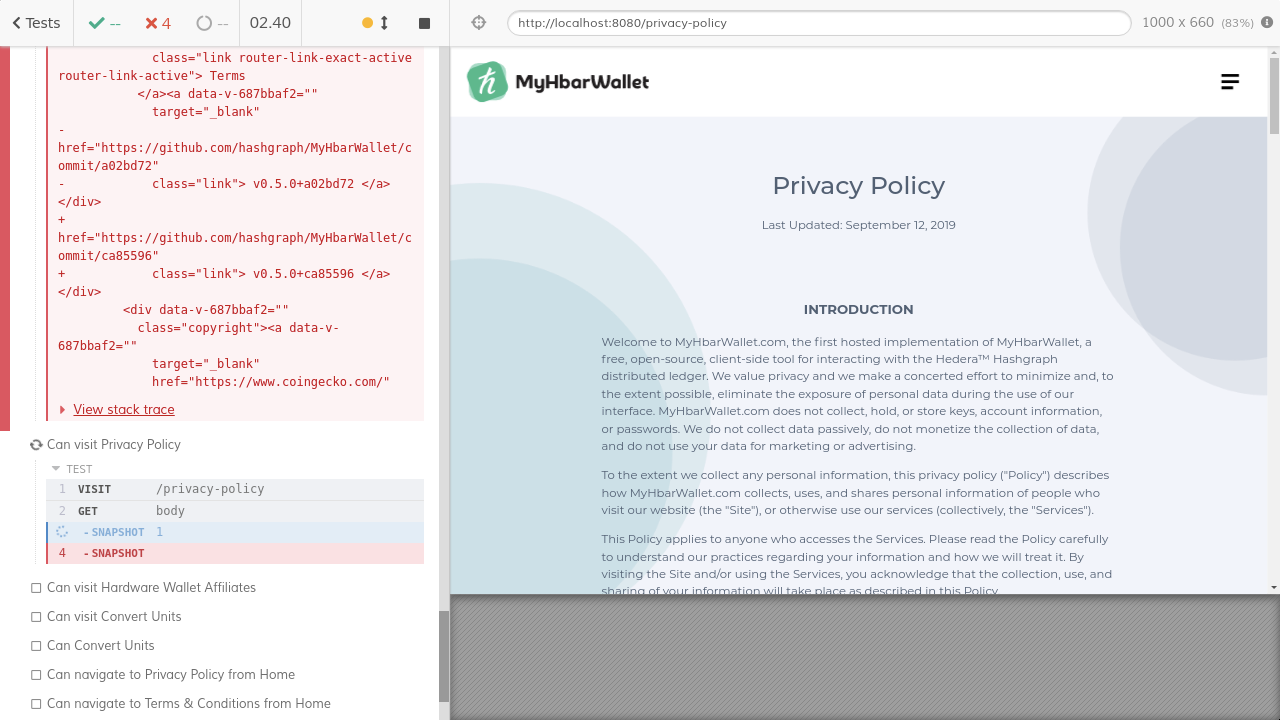 Tests
--
4
--
02.40
http://localhost:8080/privacy-policy
1000 x 660 (83%)
class="link router-link-exact-active
router-link-active"> Terms
</a><a data-v-687bbaf2=""
target="_blank"
-
href="https://github.com/hashgraph/MyHbarWallet/c
ommit/a02bd72"
- class="link"> v0.5.0+a02bd72 </a>
</div>
+
href="https://github.com/hashgraph/MyHbarWallet/c
ommit/ca85596"
+ class="link"> v0.5.0+ca85596 </a>
</div>
<div data-v-687bbaf2=""
class="copyright"><a data-v-
687bbaf2=""
target="_blank"
href="https://www.coingecko.com/"
View stack trace
Can visit Privacy Policy
TEST
1 VISIT /privacy-policy
2 GET body
- SNAPSHOT 1
4 - SNAPSHOT
Can visit Hardware Wallet Affiliates
Can visit Convert Units
Can Convert Units
Can navigate to Privacy Policy from Home
Can navigate to Terms & Conditions from Home
MyHbarWallet
Privacy Policy
Last Updated: September 12, 2019
INTRODUCTION
Welcome to MyHbarWallet.com, the first hosted implementation of MyHbarWallet, a
free, open-source, client-side tool for interacting with the Hedera™ Hashgraph
distributed ledger. We value privacy and we make a concerted effort to minimize and, to
the extent possible, eliminate the exposure of personal data during the use of our
interface. MyHbarWallet.com does not collect, hold, or store keys, account information,
or passwords. We do not collect data passively, do not monetize the collection of data,
and do not use your data for marketing or advertising.
To the extent we collect any personal information, this privacy policy ("Policy") describes
how MyHbarWallet.com collects, uses, and shares personal information of people who
visit our website (the "Site"), or otherwise use our services (collectively, the "Services").
This Policy applies to anyone who accesses the Services. Please read the Policy carefully
to understand our practices regarding your information and how we will treat it. By
visiting the Site and/or using the Services, you acknowledge that the collection, use, and
sharing of your information will take place as described in this Policy.